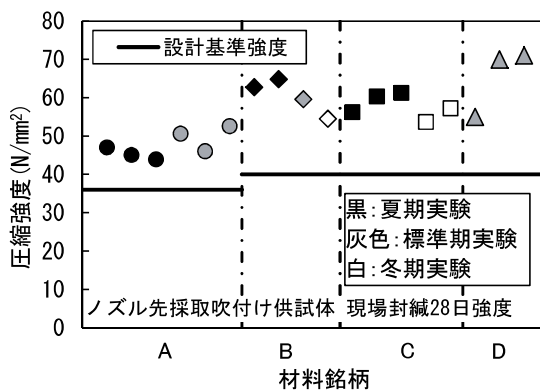 圧縮強度(N/mm²)
80
70
60
50
40
30
20
10
0
設計基準強度
黒:夏期実験
灰色:標準期実験
白:冬期実験
ノズル先採取吹付け供試体 現場封緘28日強度
A B C D
材料銘柄